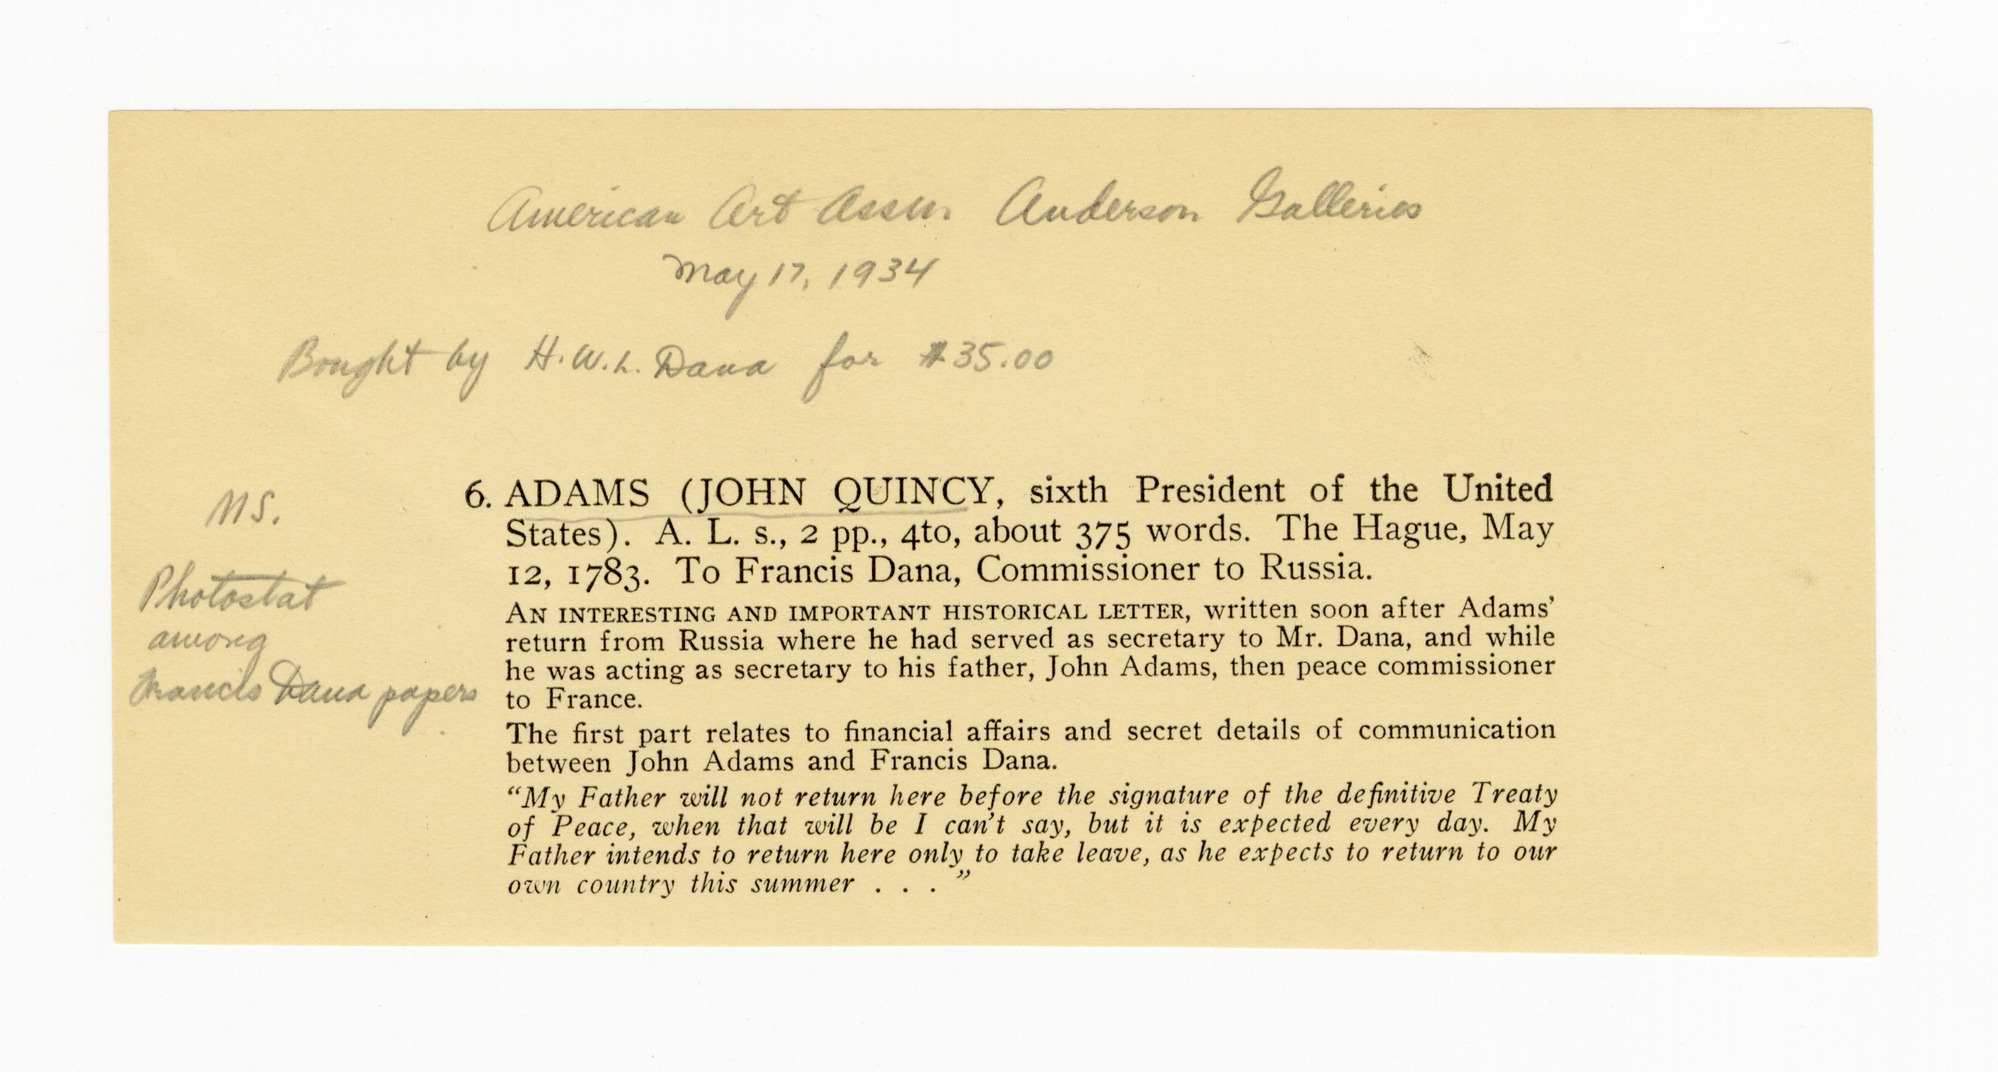 American Art Assn. Anderson Galleries
May 17, 1934
Bought by H.W.L. Dana for $35.00
MS.
Photostat
among
Francis Dana papers
6. ADAMS (JOHN QUINCY, sixth President of the United
States). A. L. s., 2 pp., 4to, about 375 words. The Hague, May
12, 1783. To Francis Dana, Commissioner to Russia.
AN INTERESTING AND IMPORTANT HISTORICAL LETTER, written soon after Adams'
return from Russia where he had served as secretary to Mr. Dana, and while
he was acting as secretary to his father, John Adams, then peace commissioner
to France.
The first part relates to financial affairs and secret details of communication
between John Adams and Francis Dana.
“My Father will not return here before the signature of the definitive Treaty
of Peace, when that will be I can't say, but it is expected every day. My
Father intends to return here only to take leave, as he expects to return to our
own country this summer . . . ”